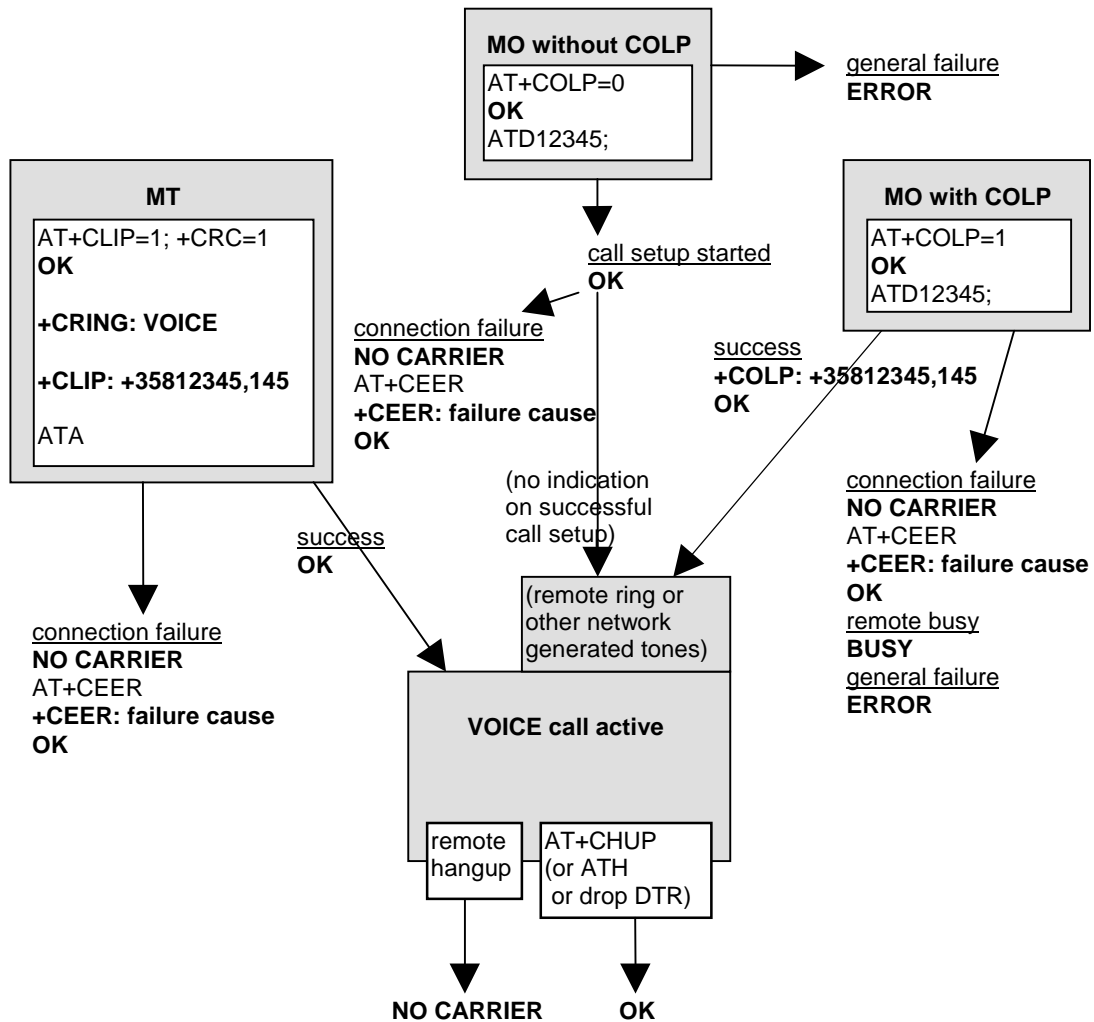 MO without COLP
AT+COLP=0
OK
ATD12345;
general failure
ERROR
MT
AT+CLIP=1; +CRC=1
OK
+CRING: VOICE
+CLIP: +35812345,145
ATA
MO with COLP
AT+COLP=1
OK
ATD12345;
call setup started
OK
connection failure
NO CARRIER
AT+CEER
+CEER: failure cause
OK
success
+COLP: +35812345,145
OK
(no indication
on successful
call setup)
success
OK
connection failure
NO CARRIER
AT+CEER
+CEER: failure cause
OK
remote busy
BUSY
general failure
ERROR
connection failure
NO CARRIER
AT+CEER
+CEER: failure cause
OK
(remote ring or
other network
generated tones)
VOICE call active
remote
hangup
AT+CHUP
(or ATH
or drop DTR)
NO CARRIER
OK